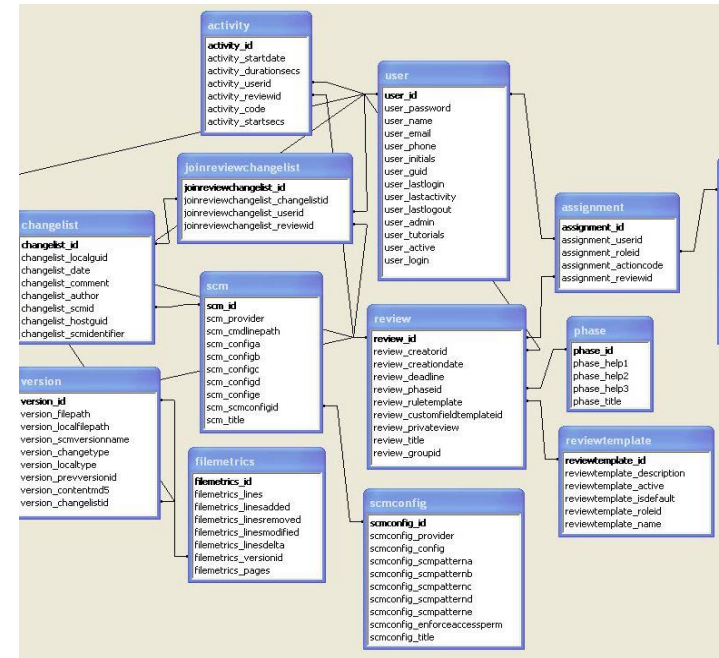 activity
activity_id
activity_startdate
activity_durationsecs
activity_userid
activity_reviewid
activity_code
activity_startsecs
user
user_id
user_password
user_name
user_email
user_phone
user_initials
user_guid
user_lastlogin
user_lastactivity
user_lastlogout
user_admin
user_tutorials
user_active
user_login
joinreviewchangelist
joinreviewchangelist_id
joinreviewchangelist_changelistid
joinreviewchangelist_userid
joinreviewchangelist_reviewid
assignment
assignment_id
assignment_userid
assignment_roleid
assignment_actioncode
assignment_reviewid
changelist
changelist_id
changelist_localguid
changelist_date
changelist_comment
changelist_author
changelist_scmid
changelist_hostguid
changelist_scmidentifier
scm
scm_id
scm_provider
scm_cmdlinepath
scm_configa
scm_configb
scm_configc
scm_configd
scm_confige
scm_scmconfigid
scm_title
review
review_id
review_creatorid
review_creationdate
review_deadline
review_phaseid
review_ruletemplate
review_customfieldtemplateid
review_privateview
review_title
review_groupid
phase
phase_id
phase_help1
phase_help2
phase_help3
phase_title
version
version_id
version_filepath
version_localfilepath
version_scmversionname
version_changetype
version_localtype
version_prevversionid
version_contentmd5
version_changelistid
filemetrics
filemetrics_id
filemetrics_lines
filemetrics_linesadded
filemetrics_linesremoved
filemetrics_linesmodified
filemetrics_linesdelta
filemetrics_versionid
filemetrics_pages
reviewtemplate
reviewtemplate_id
reviewtemplate_description
reviewtemplate_active
reviewtemplate_isdefault
reviewtemplate_roleid
reviewtemplate_name
scmconfig
scmconfig_id
scmconfig_provider
scmconfig_config
scmconfig_scmpatterna
scmconfig_scmpatternb
scmconfig_scmpatternc
scmconfig_scmpatternd
scmconfig_scmpatterne
scmconfig_enforceaccessperm
scmconfig_title